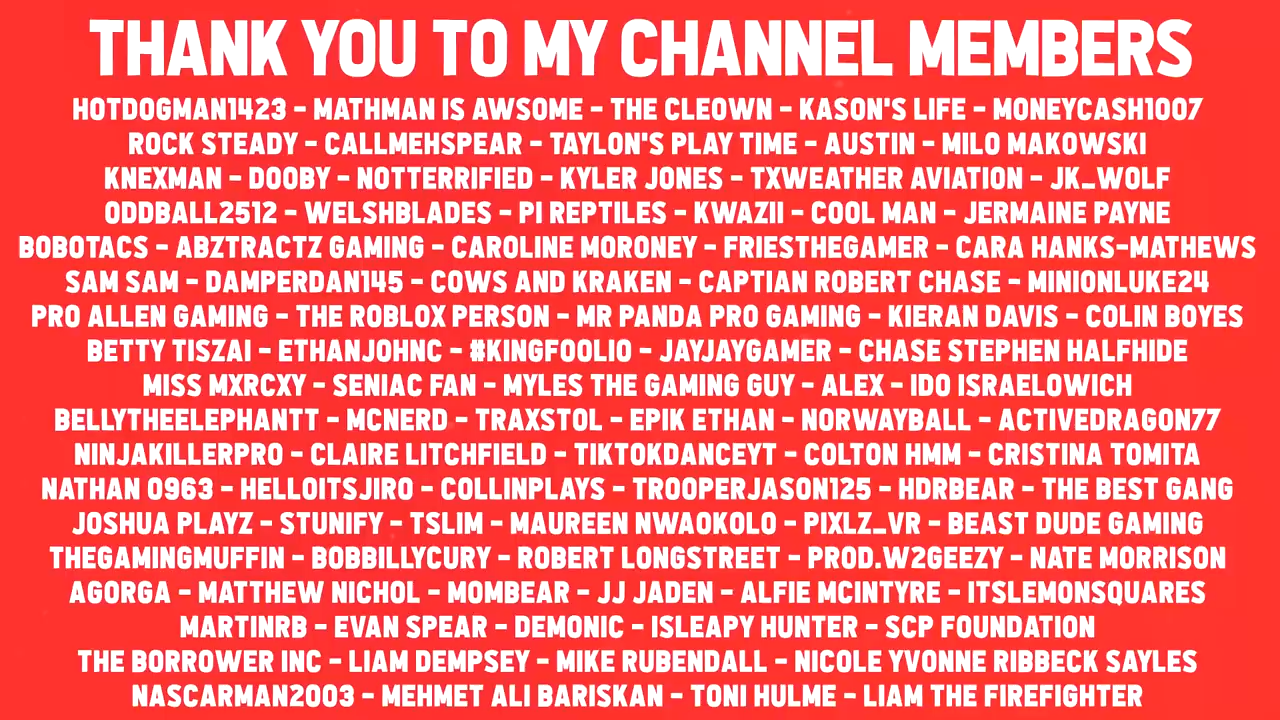 THANK YOU TO MY CHANNEL MEMBERS
HOTDOGMAN1423 - MATHMAN IS AWSOME - THE CLEOWN - KASON'S LIFE - MONEYCASH1007
ROCK STEADY - CALLMEHSPEAR - TAYLON'S PLAY TIME - AUSTIN - MILO MAKOWSKI
KNEXMAN - DOOBY - NOTTERRIFIED - KYLER JONES - TXWEATHER AVIATION - JK_WOLF
ODDBALL2512 - WELSHBLADES - PI REPTILES - KWAZII - COOL MAN - JERMAINE PAYNE
BOBOTACS - ABZTRACTZ GAMING - CAROLINE MORONEY - FRIESTHEGAMER - CARA HANKS-MATHEWS
SAM SAM - DAMPERDAN145 - COWS AND KRAKEN - CAPTIAN ROBERT CHASE - MINIONLUKE24
PRO ALLEN GAMING - THE ROBLOX PERSON - MR PANDA PRO GAMING - KIERAN DAVIS - COLIN BOYES
BETTY TISZAI - ETHANJOHNC - #KINGFOOLIO - JAYJAYGAMER - CHASE STEPHEN HALFHIDE
MISS MXRCXY - SENIAC FAN - MYLES THE GAMING GUY - ALEX - IDO ISRAELOWICH
BELLYTHEELEPHANTT - MCNERD - TRAXSTOL - EPIK ETHAN - NORWAYBALL - ACTIVEDRAGON77
NINJAKILLERPRO - CLAIRE LITCHFIELD - TIKTOKDANCEYT - COLTON HMM - CRISTINA TOMITA
NATHAN 0963 - HELLOITSJIRO - COLLINPLAYS - TROOPERJASON125 - HDRBEAR - THE BEST GANG
JOSHUA PLAYZ - STUNIFY - TSLIM - MAUREEN NWAOKOLO - PIXLZ_VR - BEAST DUDE GAMING
THEGAMINGMUFFIN - BOBBILLYCURY - ROBERT LONGSTREET - PROD.W2GEEZY - NATE MORRISON
AGORGA - MATTHEW NICHOL - MOMBEAR - JJ JADEN - ALFIE MCINTYRE - ITSLEMONSQUARES
MARTINRB - EVAN SPEAR - DEMONIC - ISLEAPY HUNTER - SCP FOUNDATION
THE BORROWER INC - LIAM DEMPSEY - MIKE RUBENDALL - NICOLE YVONNE RIBBECK SAYLES
NASCARMAN2003 - MEHMET ALI BARISKAN - TONI HULME - LIAM THE FIREFIGHTER